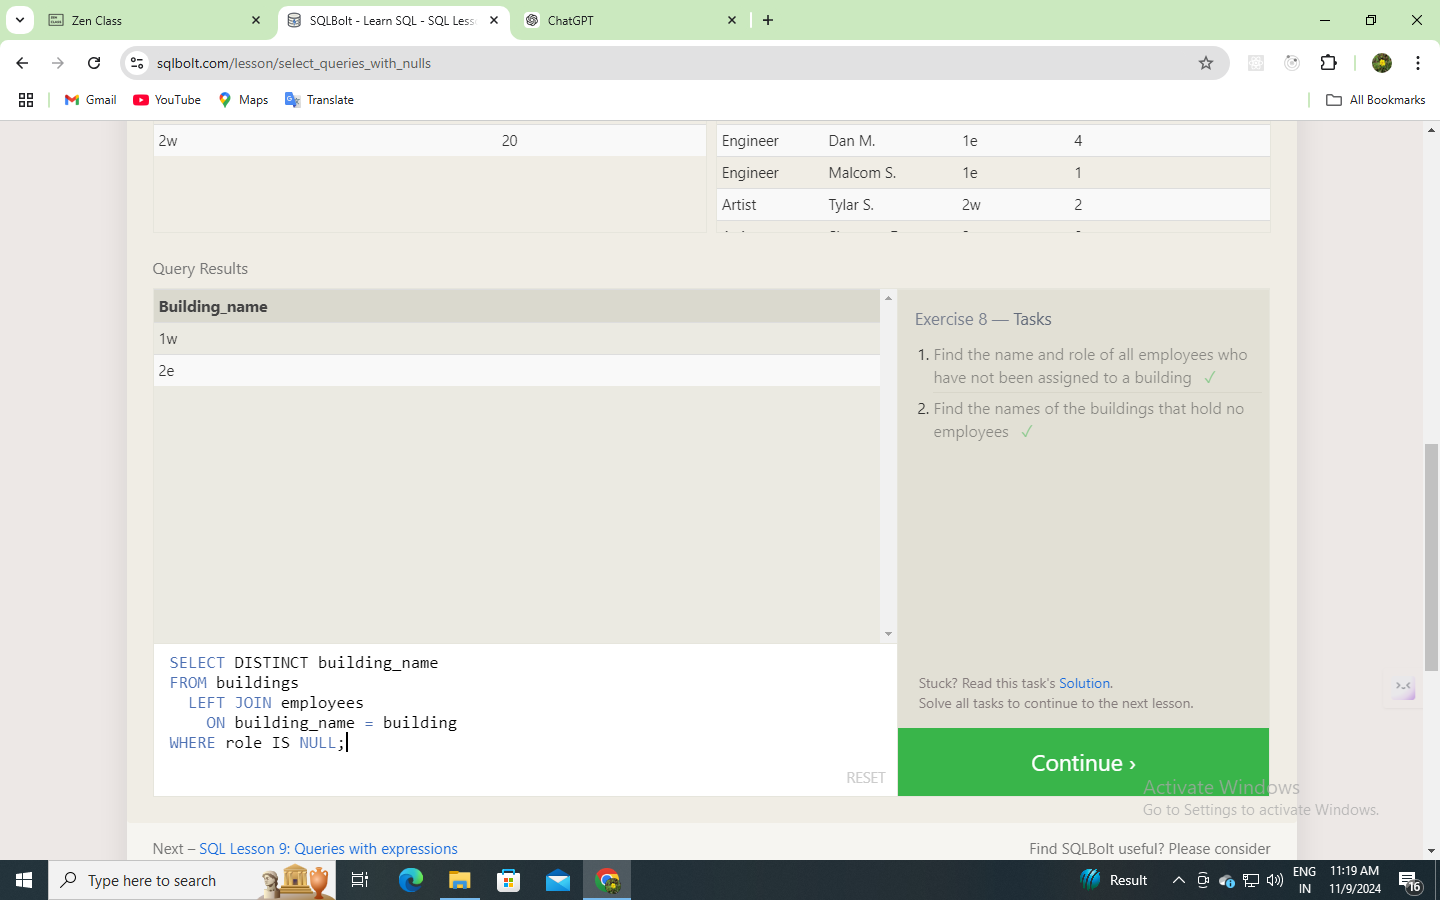 Zen Class
SQLBolt - Learn SQL - SQL Less
ChatGPT
sqlbolt.com/lesson/select_queries_with_nulls
Gmail
YouTube
Maps
Translate
All Bookmarks
2w 20
Engineer Dan M. 1e 4
Engineer Malcom S. 1e 1
Artist Tylar S. 2w 2
Query Results
Building_name
1w
2e
Exercise 8 — Tasks
1. Find the name and role of all employees who
have not been assigned to a building ✓
2. Find the names of the buildings that hold no
employees ✓
SELECT DISTINCT building_name
FROM buildings
LEFT JOIN employees
ON building_name = building
WHERE role IS NULL;
RESET
Stuck? Read this task's Solution.
Solve all tasks to continue to the next lesson.
Continue ›
Activate Windows
Go to Settings to activate Windows.
Next – SQL Lesson 9: Queries with expressions
Find SQLBolt useful? Please consider
Type here to search
Result
ENG
IN
11:19 AM
11/9/2024
16